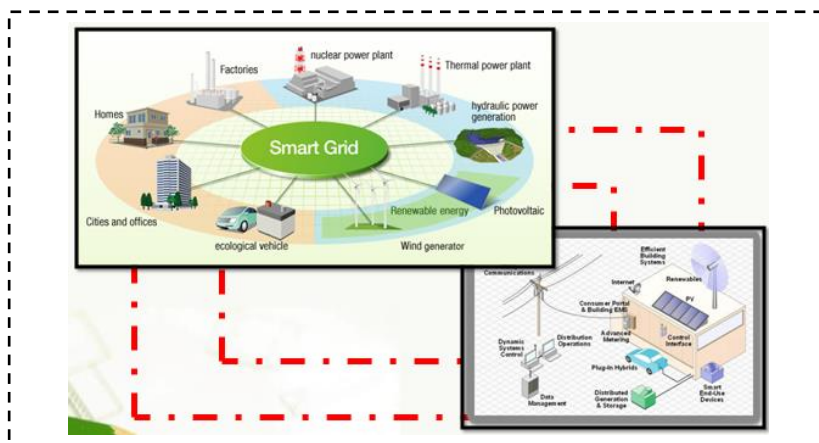 nuclear power plant
Factories
Thermal power plant
Homes
hydraulic power
generation
Smart Grid
Renewable energy
Photovoltaic
Cities and offices
ecological vehicle
Wind generator
Efficient
Building
Systems
Communications
Internet
Renewables
Consumer Portal
& Building EMS
PV
Advanced
Metering
Control
Interface
Dynamic
Systems
Control
Distribution
Operations
Plug-In Hybrids
Data
Management
Distributed
Generation
& Storage
Smart
End-Use
Devices